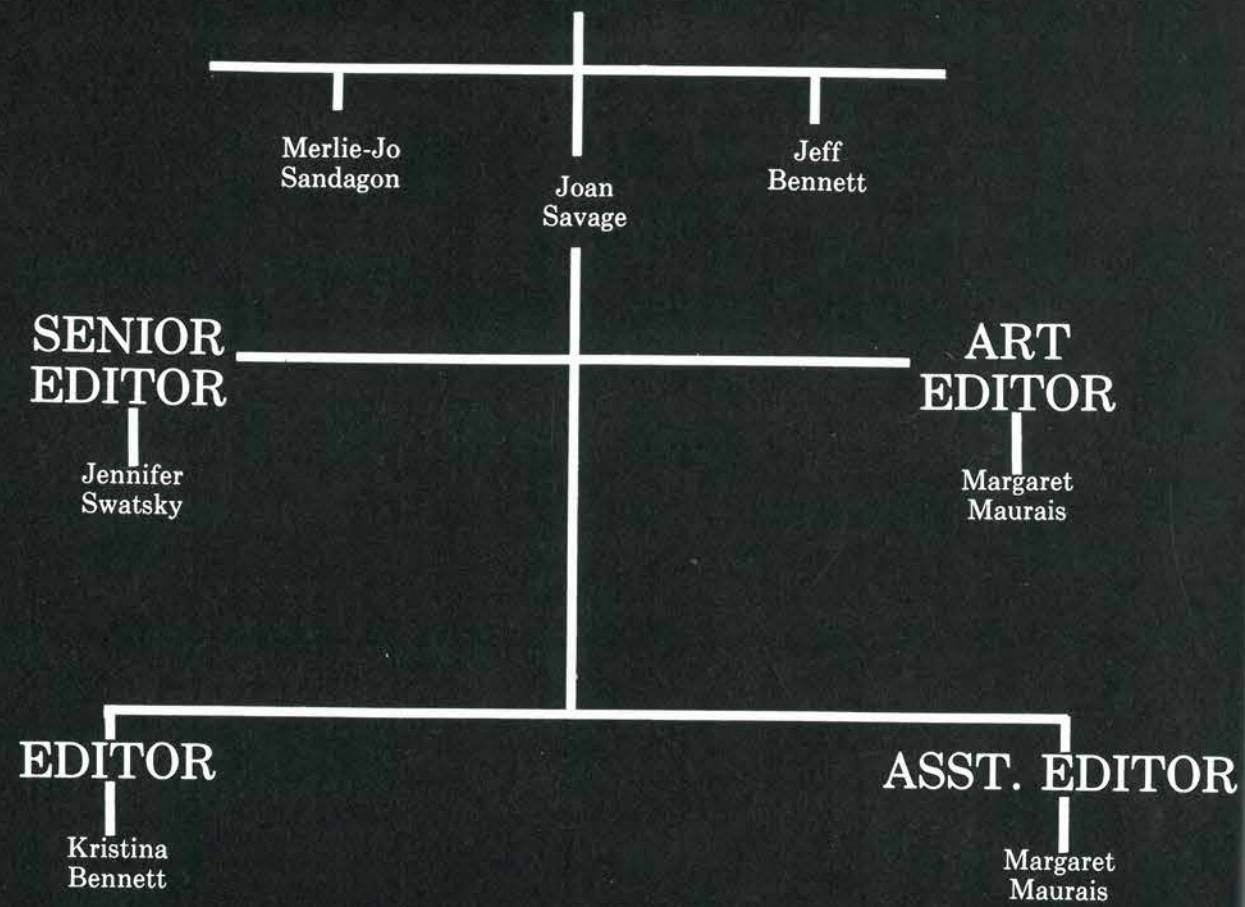 Merlie-Jo
Sandagon
Joan
Savage
Jeff
Bennett
SENIOR
EDITOR
Jennifer
Swatsky
ART
EDITOR
Margaret
Maurais
EDITOR
Kristina
Bennett
ASST. EDITOR
Margaret
Maurais